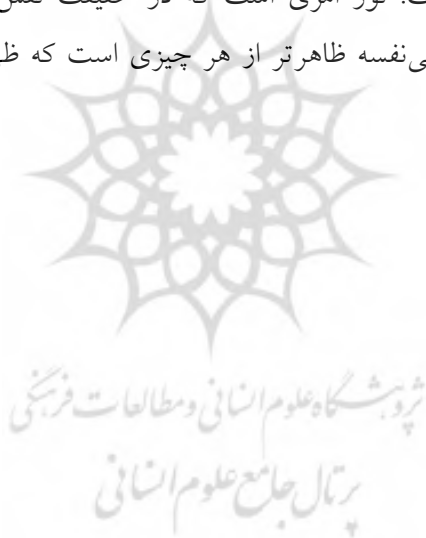 نور امری است که در حقیقت نفس
ی‌نفسه ظاهرتر از هر چیزی است که
پژوهشگاه علوم انسانی و مطالعات فرهنگی
پرتال جامع علوم انسانی